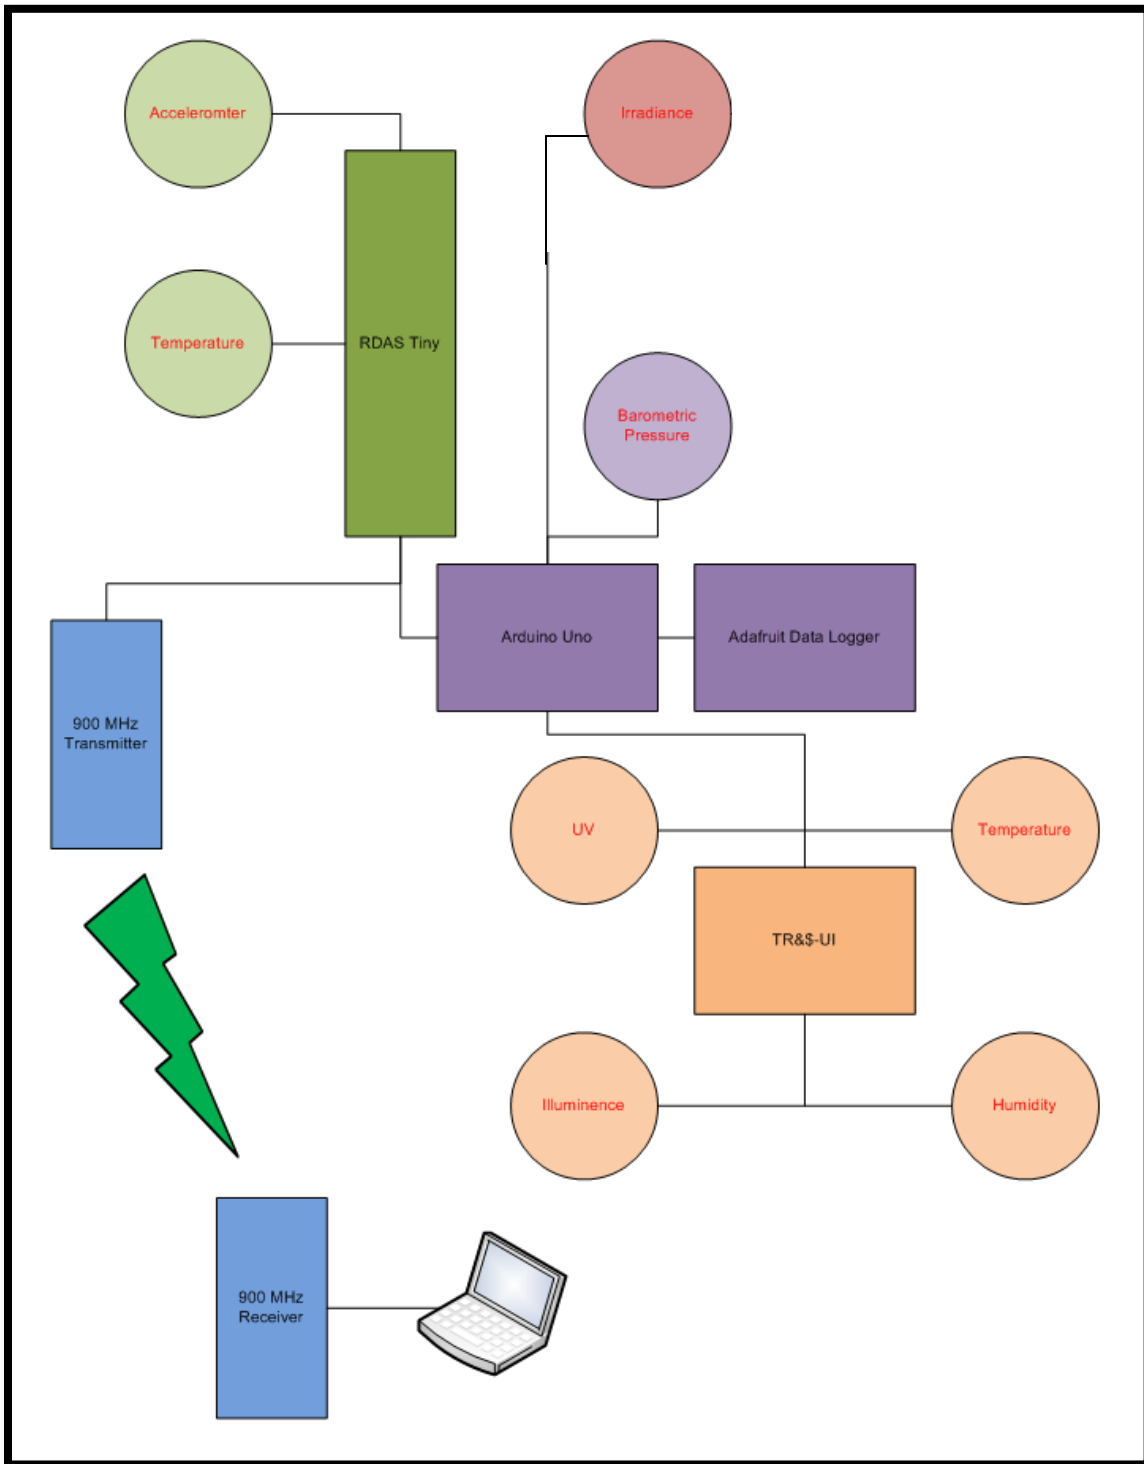 Acceleromter
Irradiance
Temperature
RDAS Tiny
Barometric
Pressure
Arduino Uno
Adafruit Data Logger
900 MHz
Transmitter
UV
Temperature
TR&$-UI
Illuminence
Humidity
900 MHz
Receiver